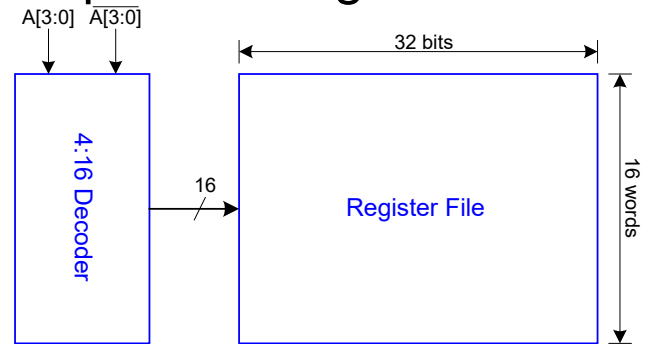 A[3:0] A[3:0]
32 bits
4:16 Decoder
16
Register File
16 words